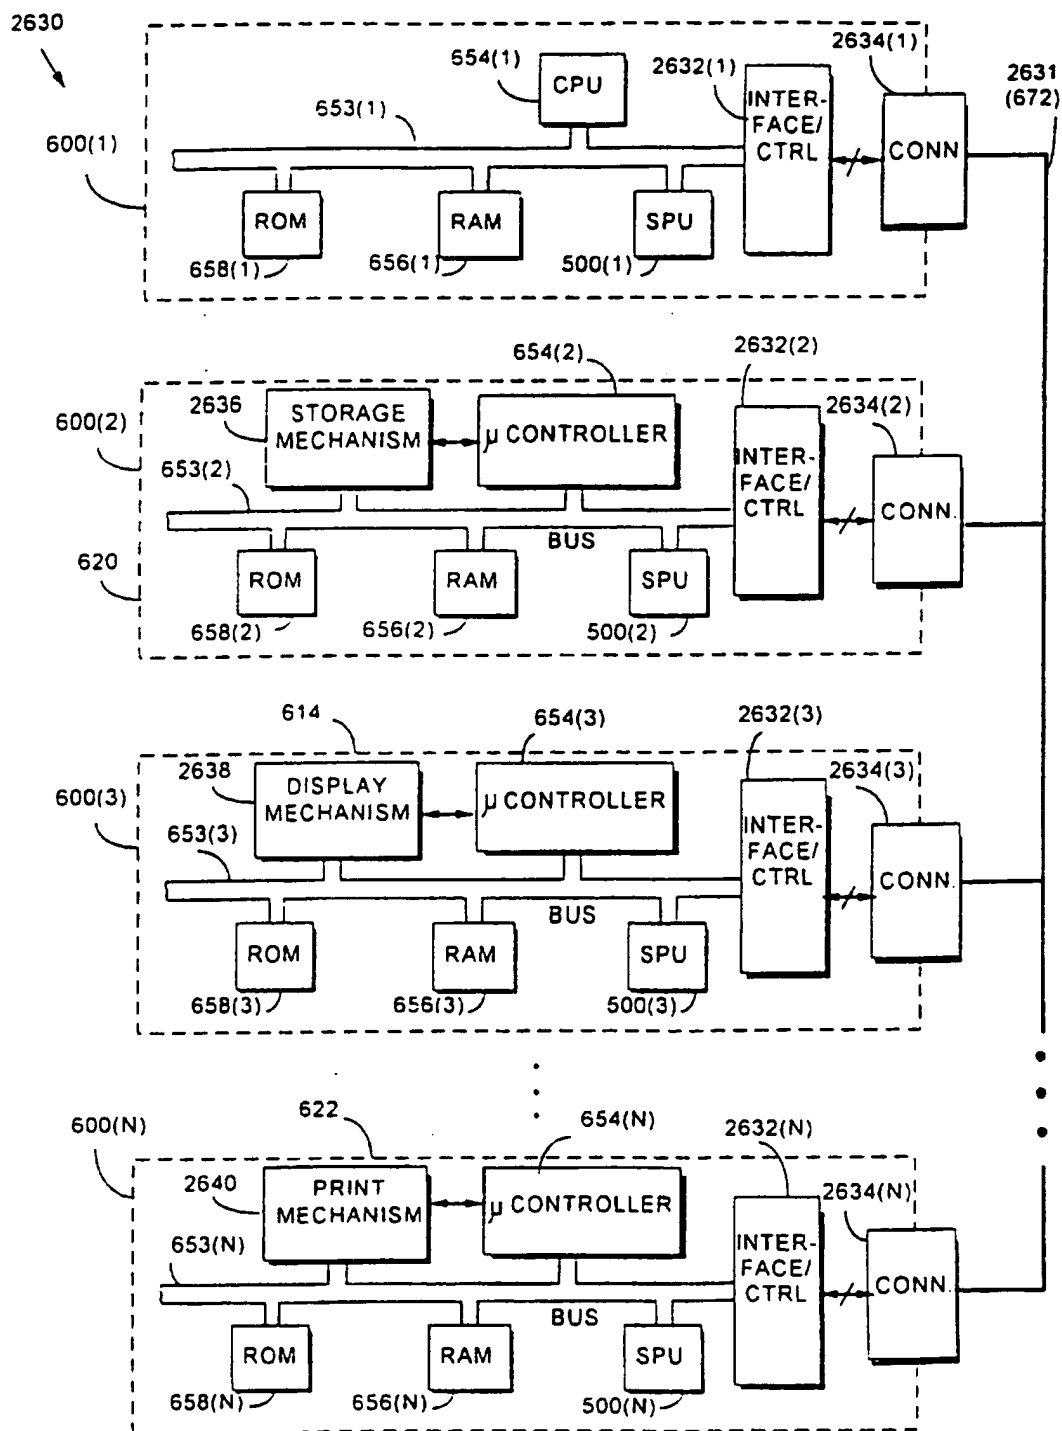 2630
600(1)
654(1)
CPU
653(1)
2632(1)
INTER-
FACE/
CTRL
2634(1)
CONN
2631
(672)
ROM
RAM
SPU
658(1)
656(1)
500(1)
600(2)
2636
STORAGE
MECHANISM
654(2)
μ CONTROLLER
2632(2)
INTER-
FACE/
CTRL
2634(2)
CONN.
653(2)
BUS
620
ROM
RAM
SPU
658(2)
656(2)
500(2)
614
600(3)
2638
DISPLAY
MECHANISM
654(3)
μ CONTROLLER
2632(3)
INTER-
FACE/
CTRL
2634(3)
CONN.
653(3)
BUS
ROM
RAM
SPU
658(3)
656(3)
500(3)
600(N)
622
2640
PRINT
MECHANISM
654(N)
μ CONTROLLER
2632(N)
INTER-
FACE/
CTRL
2634(N)
CONN.
653(N)
BUS
ROM
RAM
SPU
658(N)
656(N)
500(N)